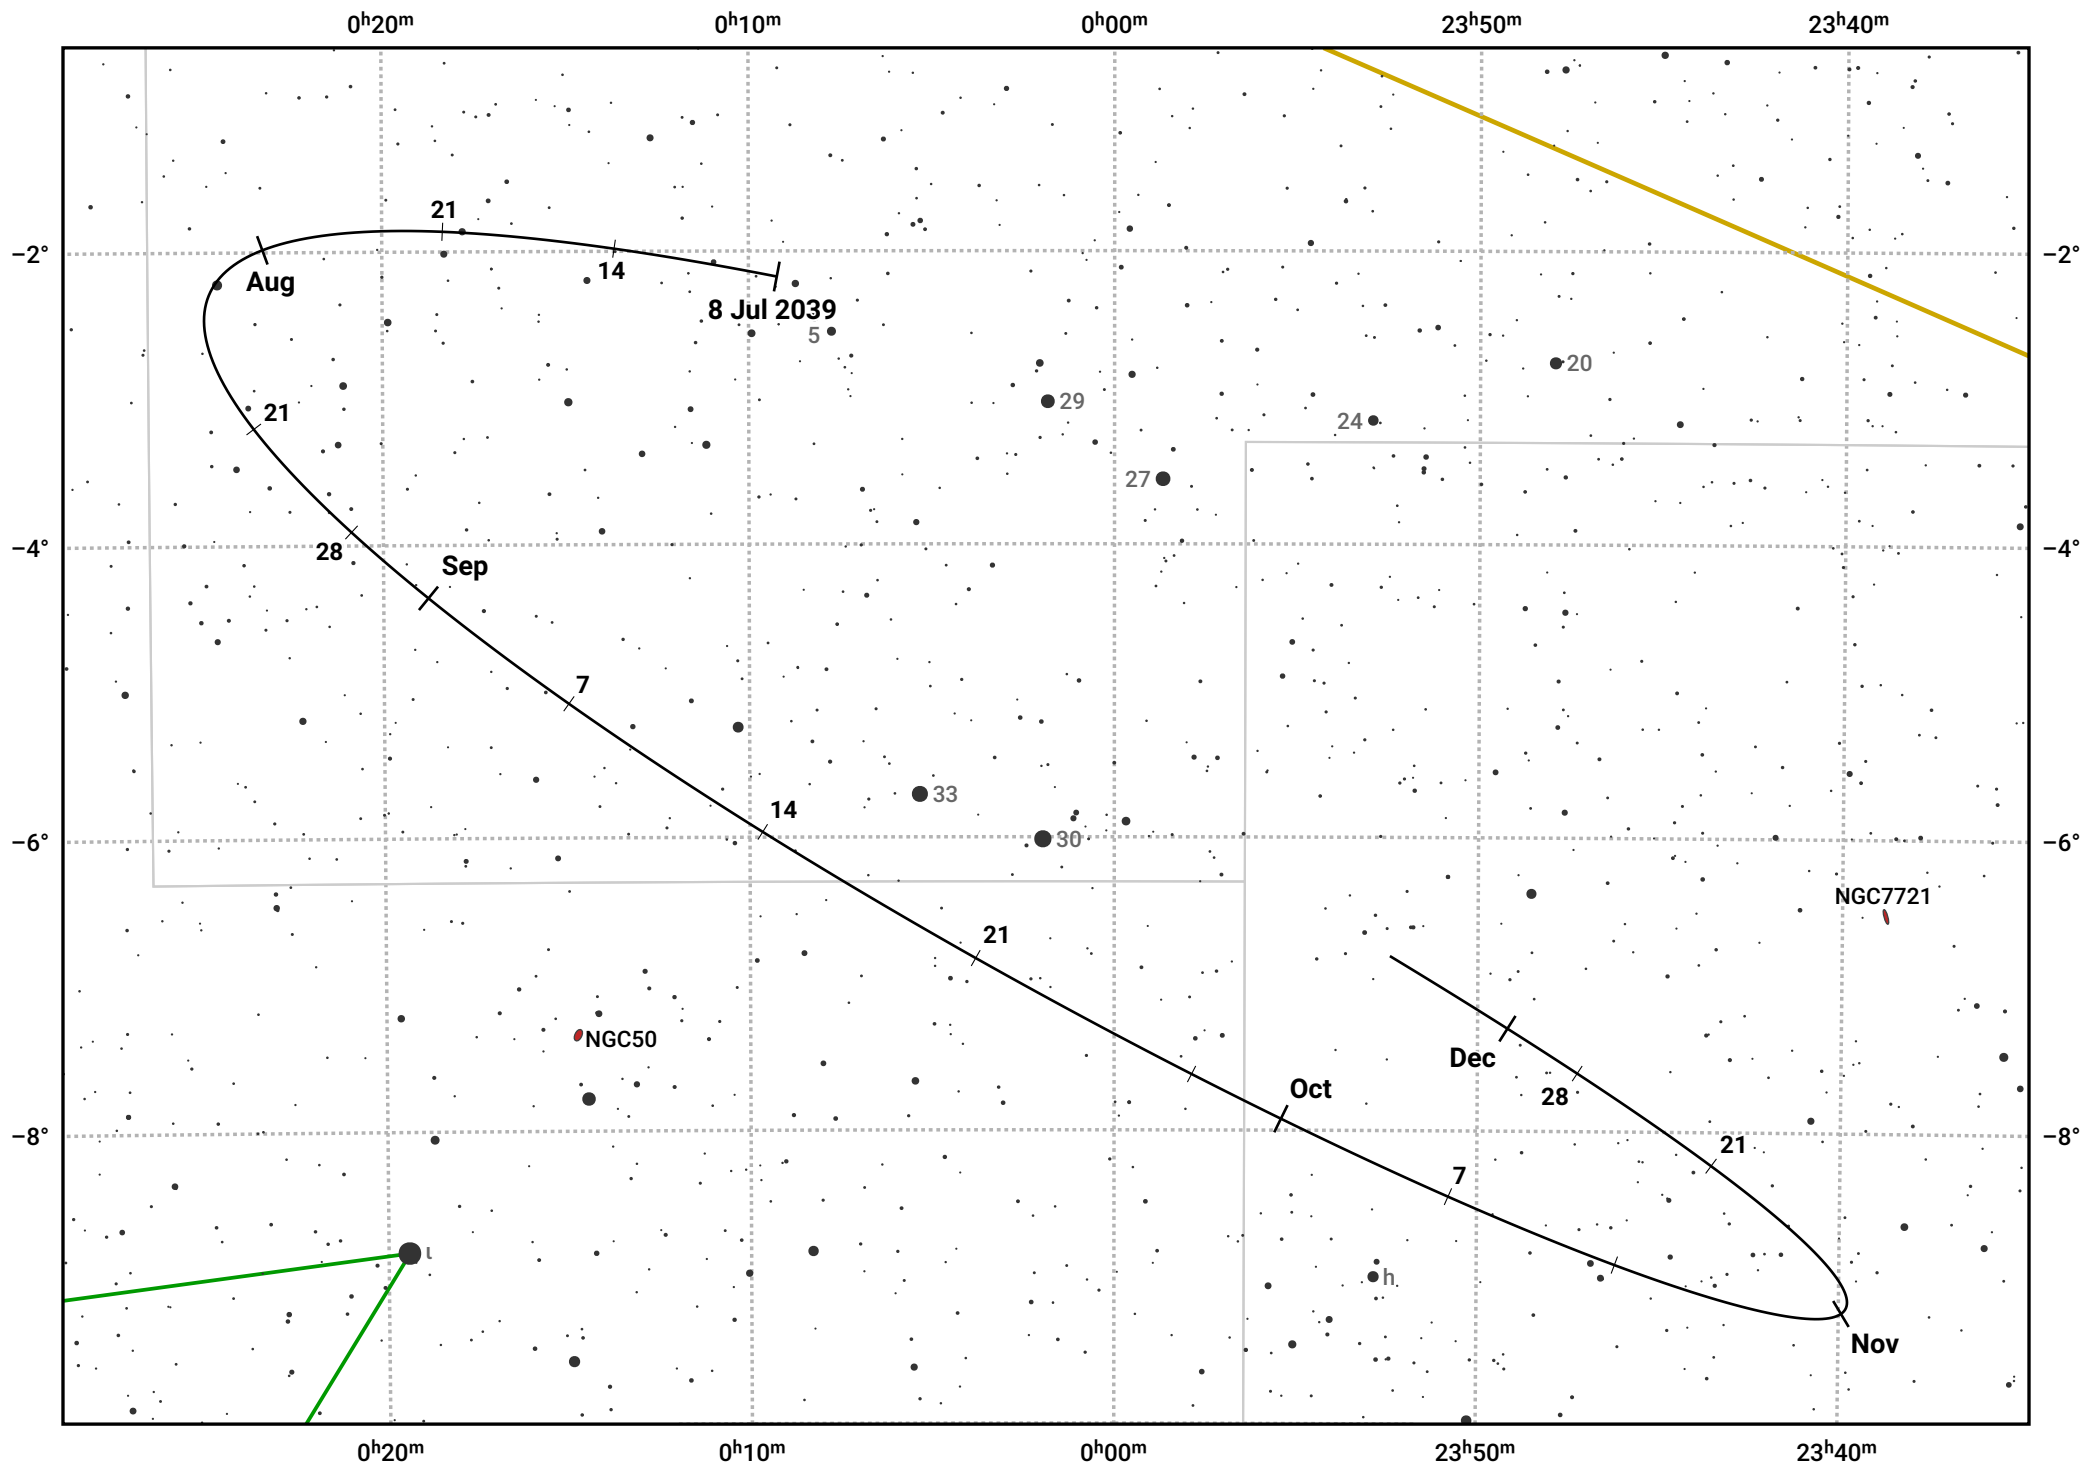 0ʰ20ᵐ 0ʰ10ᵐ 0ʰ00ᵐ 23ʰ50ᵐ 23ʰ40ᵐ
21
−2° −2°
14
Aug
8 Jul 2039
5
20
29
21
24
27
−4° 28 −4°
Sep
7
33
14
−6° 30 −6°
NGC7721
21
NGC50
Dec
Oct
28
−8° −8°
21
7
ι
h
Nov
0ʰ20ᵐ 0ʰ10ᵐ 0ʰ00ᵐ 23ʰ50ᵐ 23ʰ40ᵐ